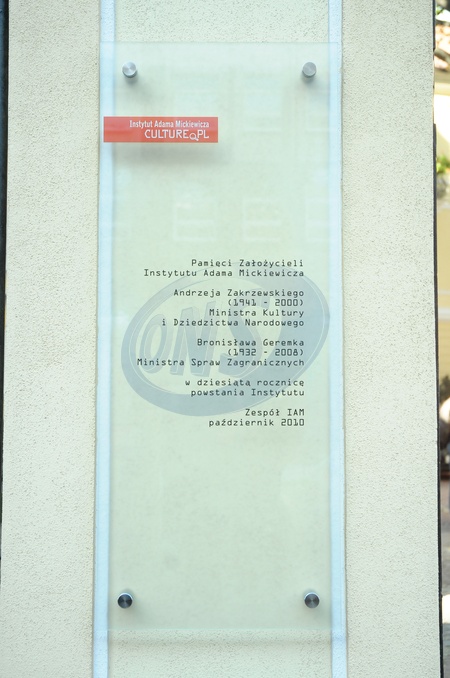 Instytut Adama Mickiewicza
CULTURE.PL
Pamięci Założycieli
Instytutu Adama Mickiewicza
Andrzeja Zakrzewskiego
(1941 - 2000)
Ministra Kultury
i Dziedzictwa Narodowego
Bronisława Geremka
(1932 - 2008)
Ministra Spraw Zagranicznych
w dziesiątą rocznicę
powstania Instytutu
Zespół IAM
październik 2010
ONS